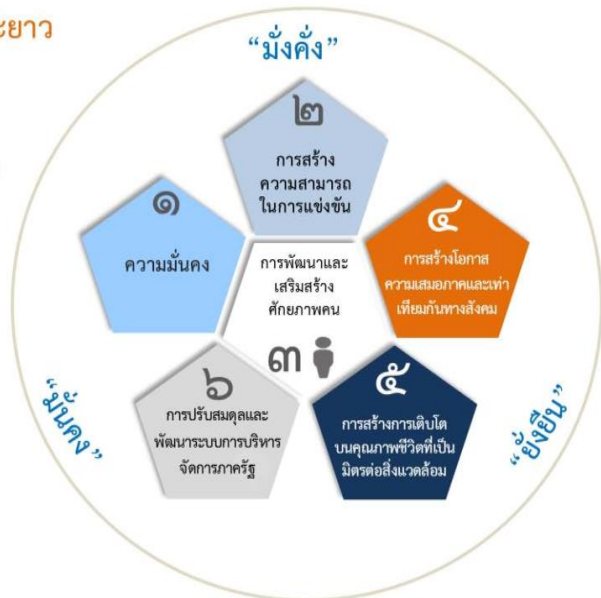 ะยาว
“มั่งคั่ง”
๒
การสร้าง
ความสามารถ
ในการแข่งขัน
๑
ความมั่นคง
๔
การสร้างโอกาส
ความเสมอภาคและเท่า
เทียมกันทางสังคม
การพัฒนาและ
เสริมสร้าง
ศักยภาพคน
๓
๖
การปรับสมดุลและ
พัฒนาระบบการบริหาร
จัดการภาครัฐ
๕
การสร้างการเติบโต
บนคุณภาพชีวิตที่เป็น
มิตรต่อสิ่งแวดล้อม
“มั่นคง”
“ยั่งยืน”